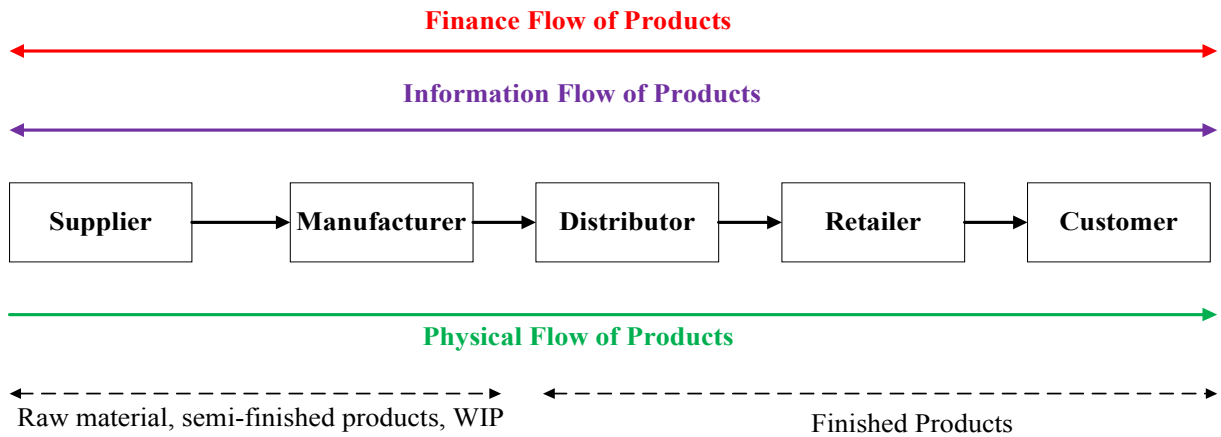 Finance Flow of Products
Information Flow of Products
Supplier
Manufacturer
Distributor
Retailer
Customer
Physical Flow of Products
Raw material, semi-finished products, WIP
Finished Products